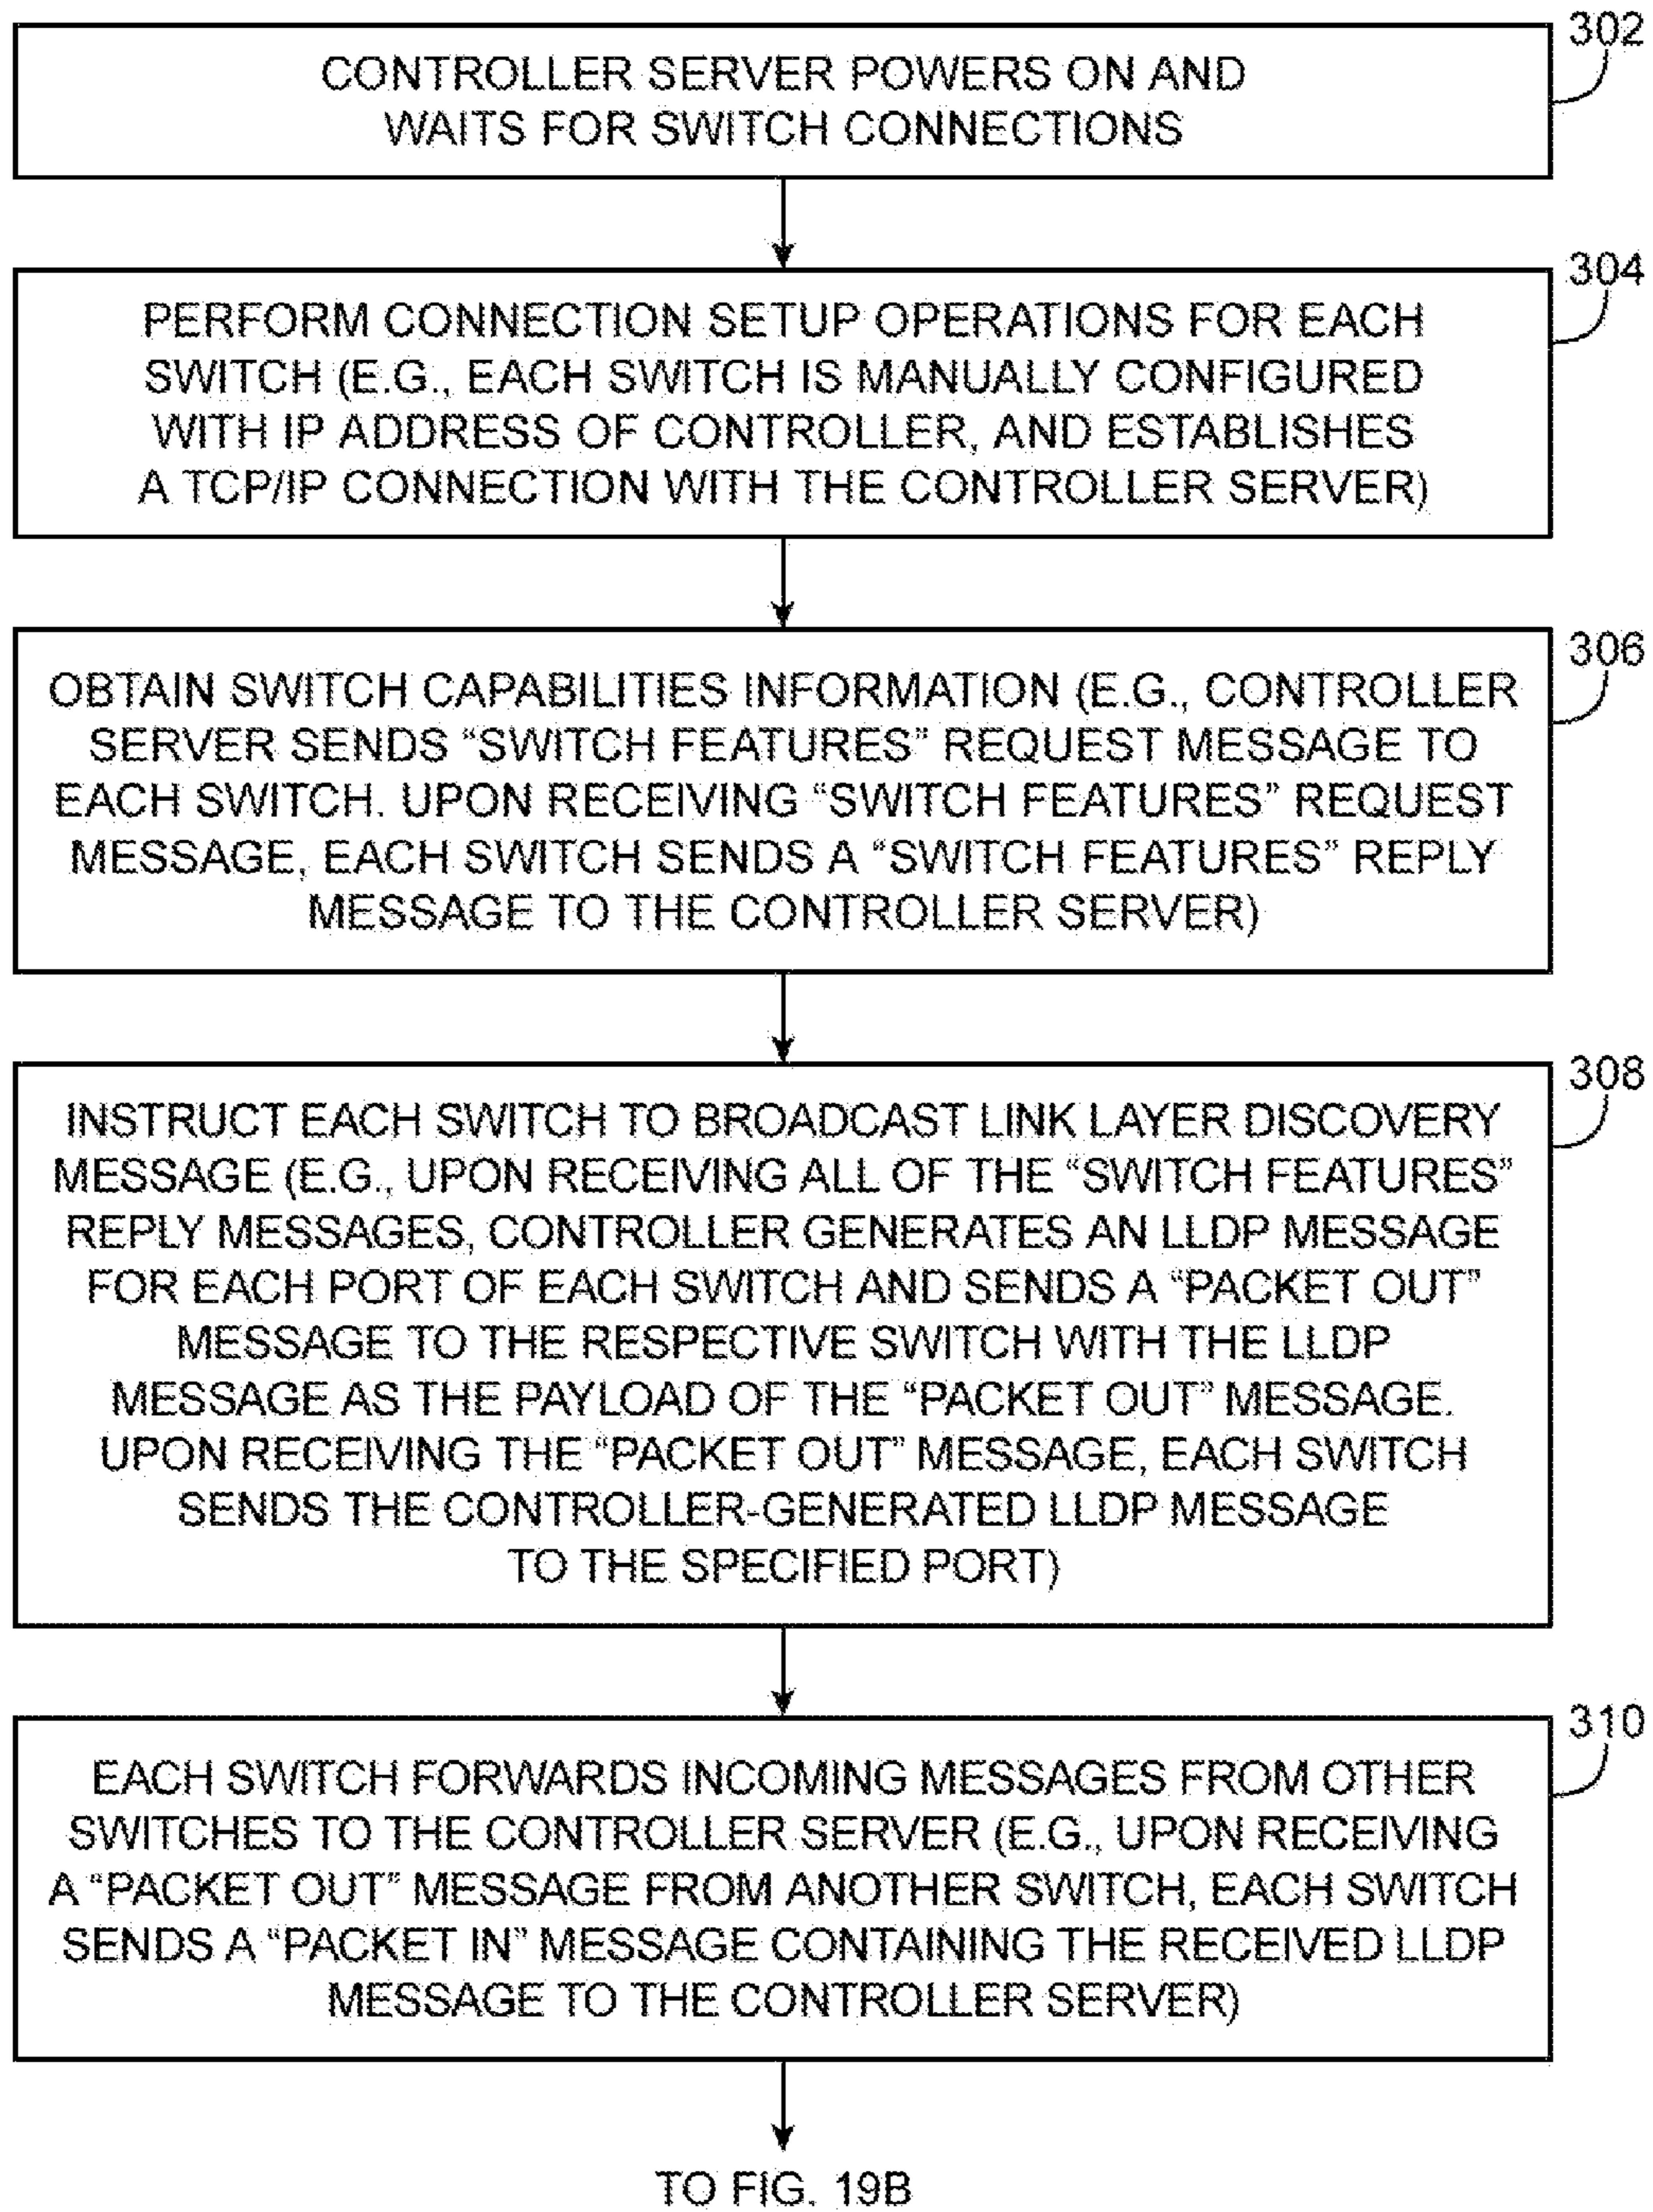 302
CONTROLLER SERVER POWERS ON AND
WAITS FOR SWITCH CONNECTIONS
304
PERFORM CONNECTION SETUP OPERATIONS FOR EACH
SWITCH (E.G., EACH SWITCH IS MANUALLY CONFIGURED
WITH IP ADDRESS OF CONTROLLER, AND ESTABLISHES
A TCP/IP CONNECTION WITH THE CONTROLLER SERVER)
306
OBTAIN SWITCH CAPABILITIES INFORMATION (E.G., CONTROLLER
SERVER SENDS “SWITCH FEATURES” REQUEST MESSAGE TO
EACH SWITCH. UPON RECEIVING “SWITCH FEATURES” REQUEST
MESSAGE, EACH SWITCH SENDS A “SWITCH FEATURES” REPLY
MESSAGE TO THE CONTROLLER SERVER)
308
INSTRUCT EACH SWITCH TO BROADCAST LINK LAYER DISCOVERY
MESSAGE (E.G., UPON RECEIVING ALL OF THE “SWITCH FEATURES”
REPLY MESSAGES, CONTROLLER GENERATES AN LLDP MESSAGE
FOR EACH PORT OF EACH SWITCH AND SENDS A “PACKET OUT”
MESSAGE TO THE RESPECTIVE SWITCH WITH THE LLDP
MESSAGE AS THE PAYLOAD OF THE “PACKET OUT” MESSAGE.
UPON RECEIVING THE “PACKET OUT” MESSAGE, EACH SWITCH
SENDS THE CONTROLLER-GENERATED LLDP MESSAGE
TO THE SPECIFIED PORT)
310
EACH SWITCH FORWARDS INCOMING MESSAGES FROM OTHER
SWITCHES TO THE CONTROLLER SERVER (E.G., UPON RECEIVING
A “PACKET OUT” MESSAGE FROM ANOTHER SWITCH, EACH SWITCH
SENDS A “PACKET IN” MESSAGE CONTAINING THE RECEIVED LLDP
MESSAGE TO THE CONTROLLER SERVER)
TO FIG. 19B